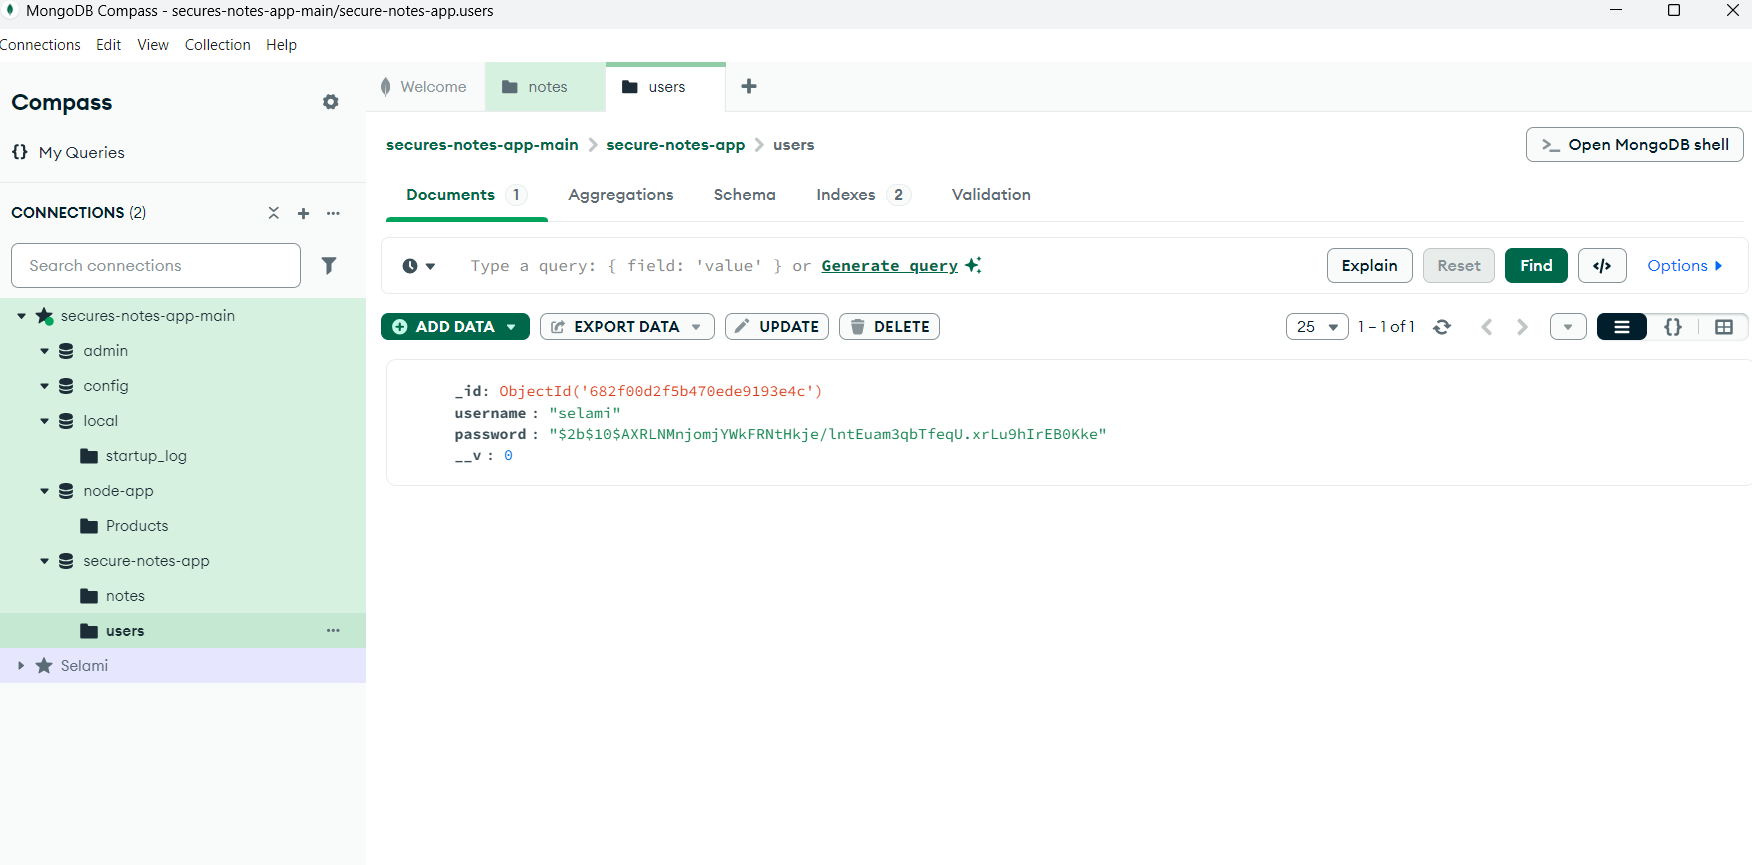 MongoDB Compass - secures-notes-app-main/secure-notes-app.users
Connections Edit View Collection Help
Compass
{} My Queries
CONNECTIONS (2)
Search connections
secures-notes-app-main
admin
config
local
startup_log
node-app
Products
secure-notes-app
notes
users
Selami
Welcome notes users
secures-notes-app-main > secure-notes-app > users
>_ Open MongoDB shell
Documents 1 Aggregations Schema Indexes 2 Validation
Type a query: { field: 'value' } or Generate query
Explain Reset Find </> Options
ADD DATA EXPORT DATA UPDATE DELETE
25 1 – 1 of 1 {}
_id: ObjectId('682f00d2f5b470ede9193e4c')
username : "selami"
password : "$2b$10$AXRLNMnjomjYWkFRNtHkje/lntEuam3qbTfeqU.xrLu9hIrEB0Kke"
__v : 0